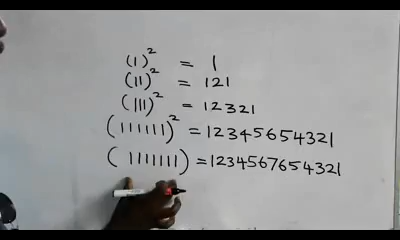 (1)² = 1
(11)² = 121
(111)² = 12321
(111111)² = 12345654321
(1111111) = 1234567654321